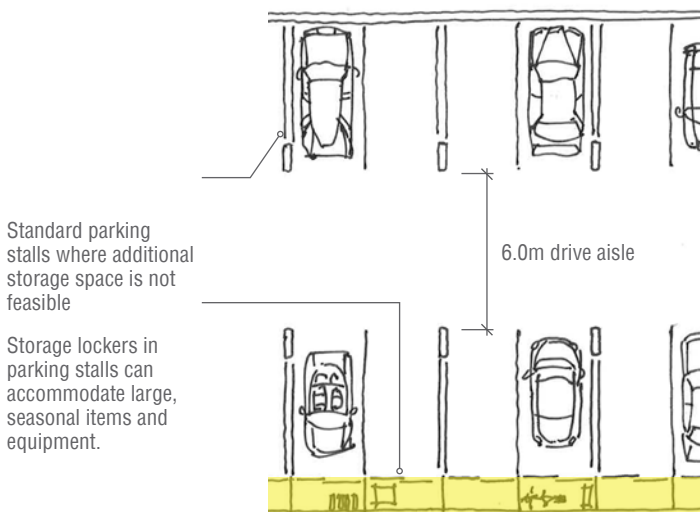 Standard parking
stalls where additional
storage space is not
feasible
Storage lockers in
parking stalls can
accommodate large,
seasonal items and
equipment.
6.0m drive aisle